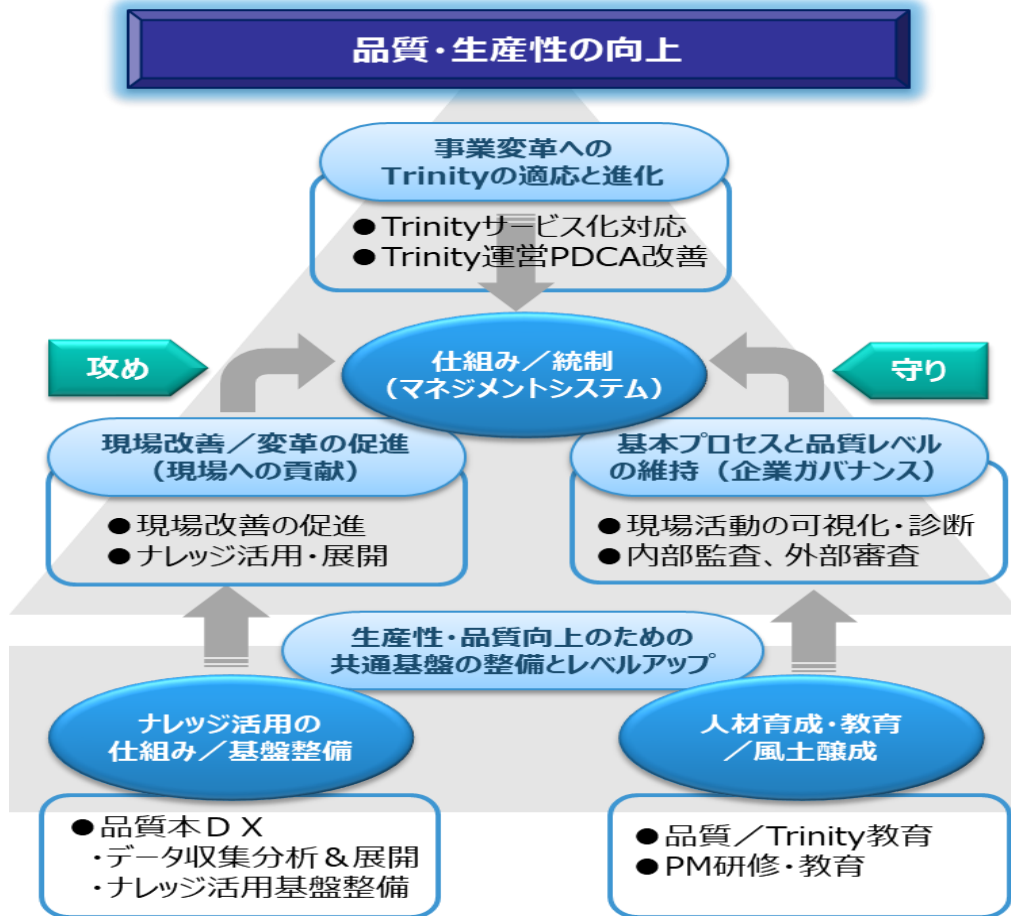 品質・生産性の向上
事業変革への
Trinityの適応と進化
●Trinityサービス化対応
●Trinity運営PDCA改善
攻め
仕組み／統制
（マネジメントシステム）
守り
現場改善／変革の促進
（現場への貢献）
●現場改善の促進
●ナレッジ活用・展開
基本プロセスと品質レベル
の維持（企業ガバナンス）
●現場活動の可視化・診断
●内部監査、外部審査
生産性・品質向上のための
共通基盤の整備とレベルアップ
ナレッジ活用の
仕組み／基盤整備
●品質本ＤＸ
・データ収集分析＆展開
・ナレッジ活用基盤整備
人材育成・教育
／風土醸成
●品質／Trinity教育
●PM研修・教育